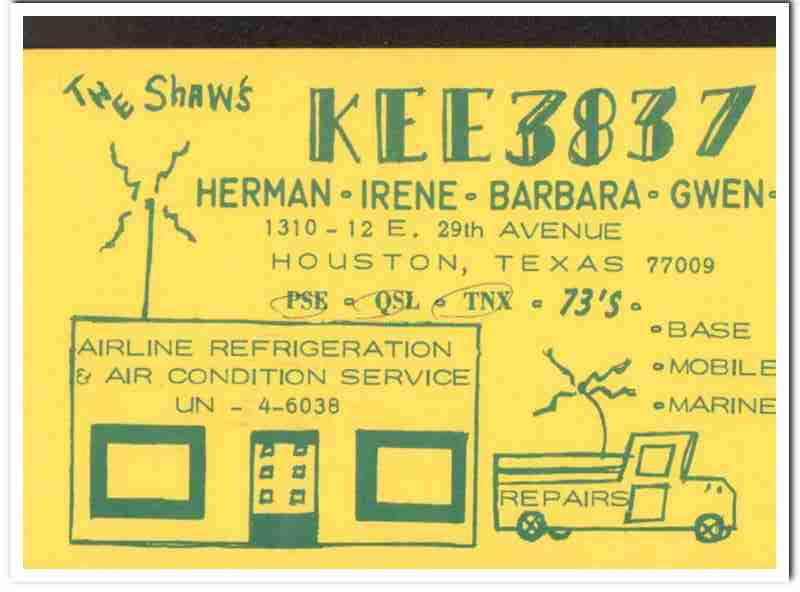 THE SHAW'S
KEE3837
HERMAN • IRENE • BARBARA • GWEN •
1310 - 12 E. 29th AVENUE
HOUSTON, TEXAS 77009
PSE • QSL • TNX • 73'S •
• BASE
• MOBILE
• MARINE
AIRLINE REFRIGERATION
& AIR CONDITION SERVICE
UN - 4-6038
REPAIRS